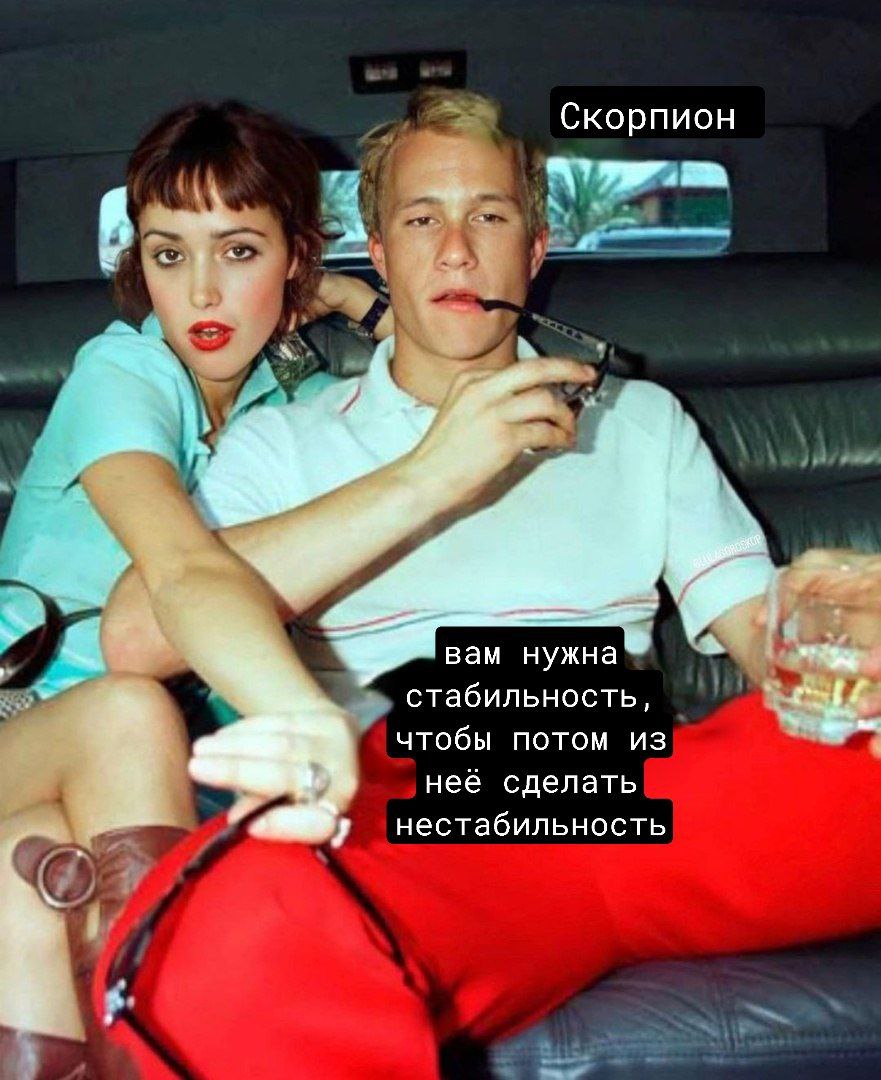 Скорпион
вам нужна
стабильность,
чтобы потом из
неё сделать
нестабильность